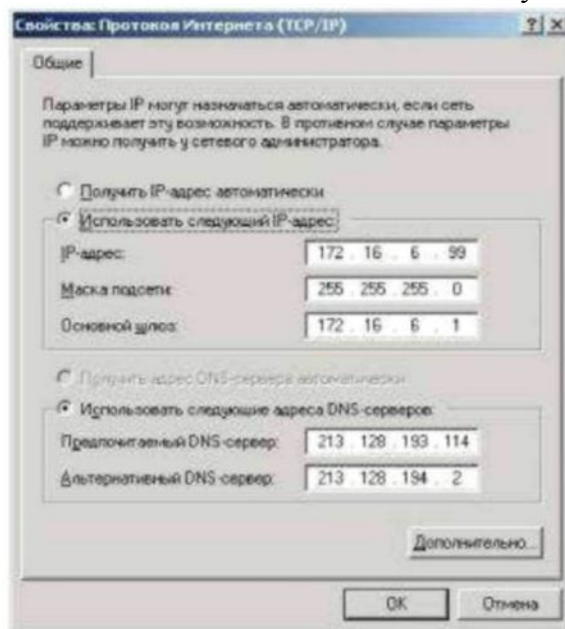 Свойства: Протокол Интернета (TCP/IP)
Общие
Параметры IP могут назначаться автоматически, если сеть
поддерживает эту возможность. В противном случае параметры
IP можно получить у сетевого администратора.
Получить IP-адрес автоматически
Использовать следующий IP-адрес:
IP-адрес: 172 . 16 . 6 . 99
Маска подсети: 255 . 255 . 255 . 0
Основной шлюз: 172 . 16 . 6 . 1
Получить адрес DNS-сервера автоматически
Использовать следующие адреса DNS-серверов:
Предпочитаемый DNS-сервер: 213 . 128 . 193 . 114
Альтернативный DNS-сервер: 213 . 128 . 194 . 2
Дополнительно...
OK Отмена